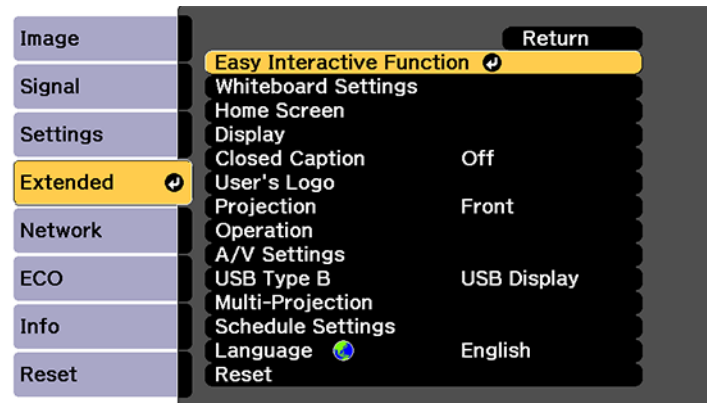 Image
Signal
Settings
Extended
Network
ECO
Info
Reset
Return
Easy Interactive Function
Whiteboard Settings
Home Screen
Display
Closed Caption Off
User's Logo
Projection Front
Operation
A/V Settings
USB Type B USB Display
Multi-Projection
Schedule Settings
Language English
Reset